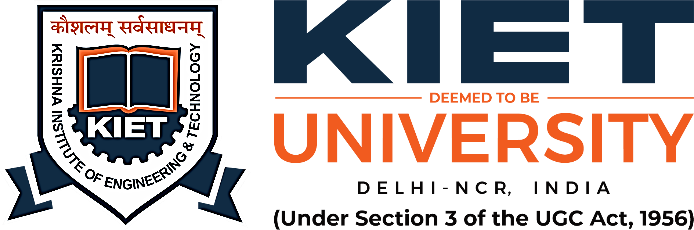 कौशलम् सर्वसाधनम्
KRISHNA INSTITUTE OF ENGINEERING & TECHNOLOGY
KIET
KIET
DEEMED TO BE
UNIVERSITY
DELHI-NCR, INDIA
(Under Section 3 of the UGC Act, 1956)